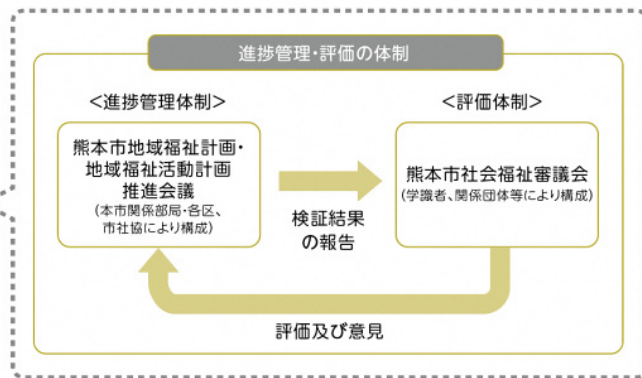 進捗管理・評価の体制
＜進捗管理体制＞
熊本市地域福祉計画・
地域福祉活動計画
推進会議
(本市関係部局・各区、
市社協により構成)
検証結果
の報告
＜評価体制＞
熊本市社会福祉審議会
(学識者、関係団体等により構成)
評価及び意見